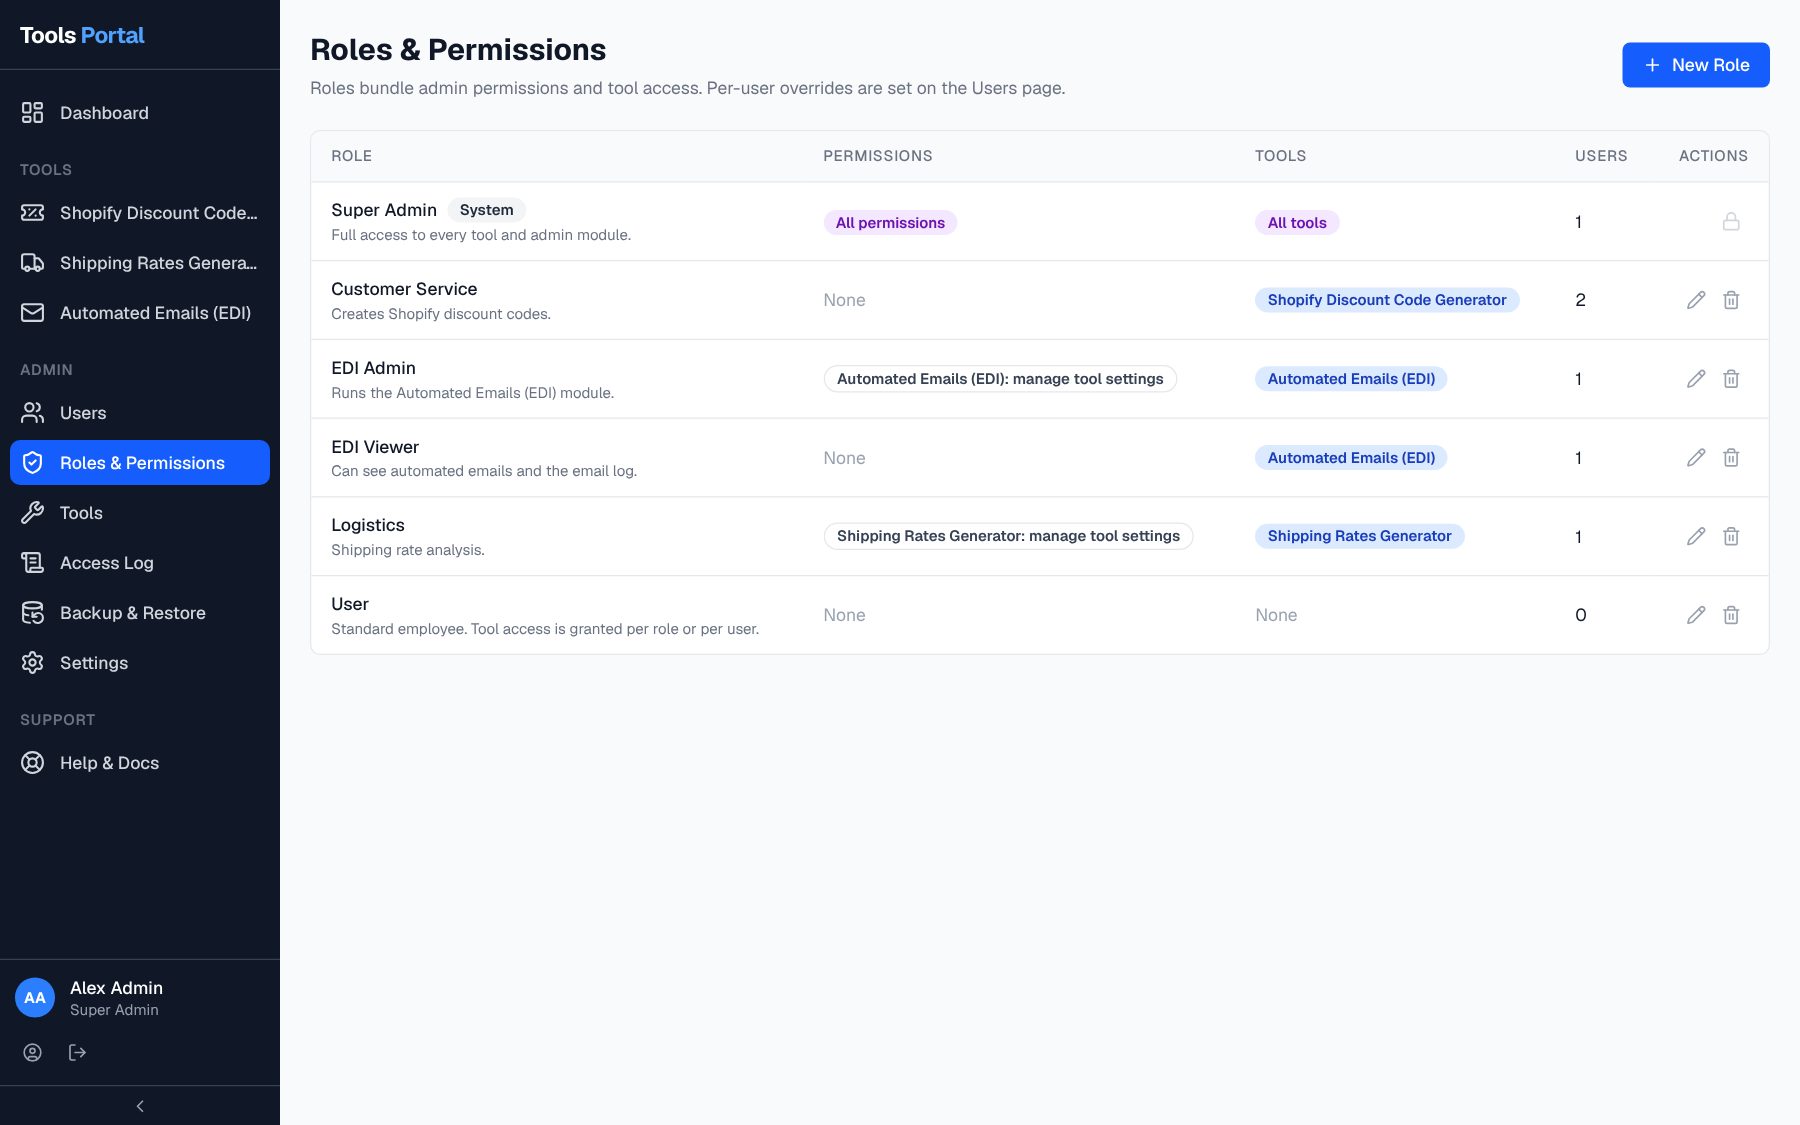 Tools Portal
Dashboard
TOOLS
Shopify Discount Code...
Shipping Rates Genera...
Automated Emails (EDI)
ADMIN
Users
Roles & Permissions
Tools
Access Log
Backup & Restore
Settings
SUPPORT
Help & Docs
AA
Alex Admin
Super Admin
Roles & Permissions
Roles bundle admin permissions and tool access. Per-user overrides are set on the Users page.
New Role
ROLE PERMISSIONS TOOLS USERS ACTIONS
Super Admin System
Full access to every tool and admin module.
All permissions All tools 1
Customer Service
Creates Shopify discount codes.
None Shopify Discount Code Generator 2
EDI Admin
Runs the Automated Emails (EDI) module.
Automated Emails (EDI): manage tool settings Automated Emails (EDI) 1
EDI Viewer
Can see automated emails and the email log.
None Automated Emails (EDI) 1
Logistics
Shipping rate analysis.
Shipping Rates Generator: manage tool settings Shipping Rates Generator 1
User
Standard employee. Tool access is granted per role or per user.
None None 0